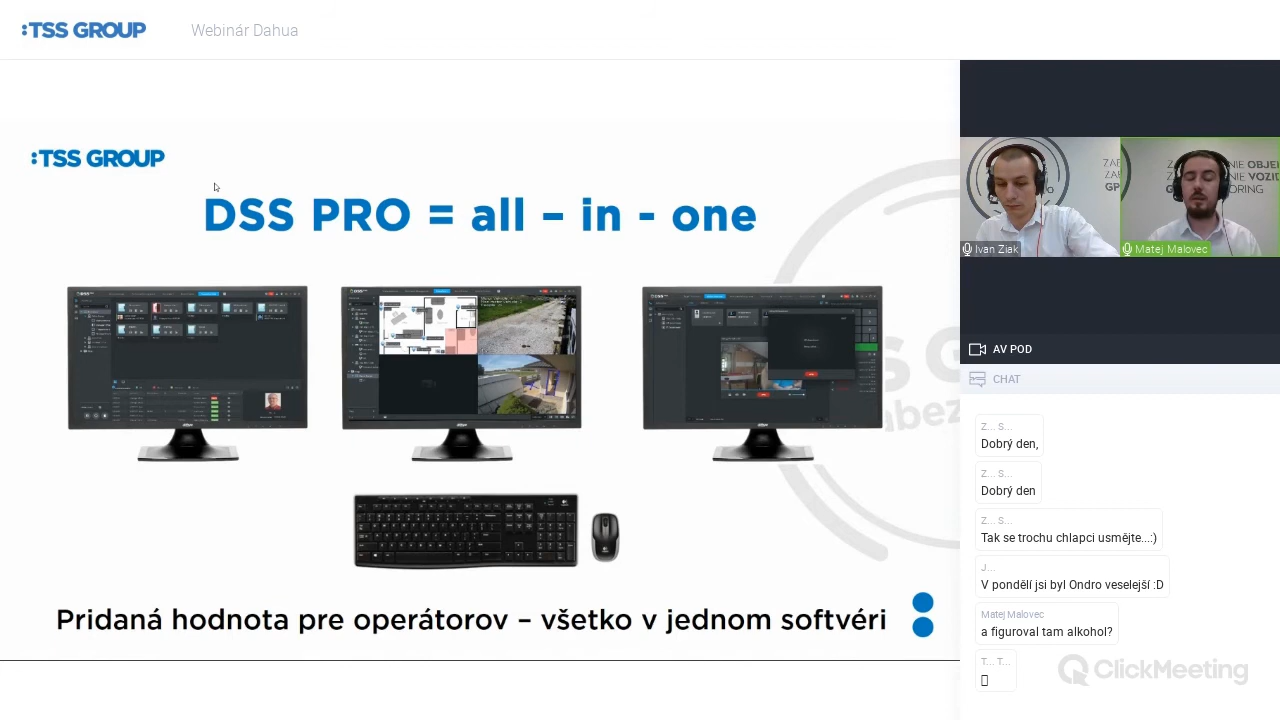 :TSS GROUP
Webinár Dahua
:TSS GROUP
DSS PRO = all – in - one
Pridaná hodnota pre operátorov – všetko v jednom softvéri
Ivan Ziak
Matej Malovec
AV POD
CHAT
Z... S...
Dobrý den,
Z... S...
Dobrý den
Z... S...
Tak se trochu chlapci usmějte...:)
J...
V pondělí jsi byl Ondro veselejší :D
Matej Malovec
a figuroval tam alkohol?
T... T...
ClickMeeting